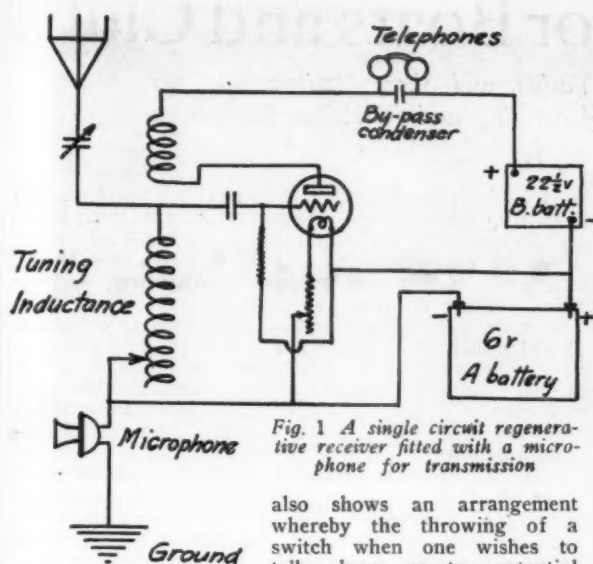 Telephones
By-pass
condenser
+
22½v
B.batt.
-
Tuning
Inductance
-
+
6v
A battery
Microphone
Ground
Fig. 1 A single circuit regenera-
tive receiver fitted with a micro-
phone for transmission
also shows an arrangement
whereby the throwing of a
switch when one wishes to